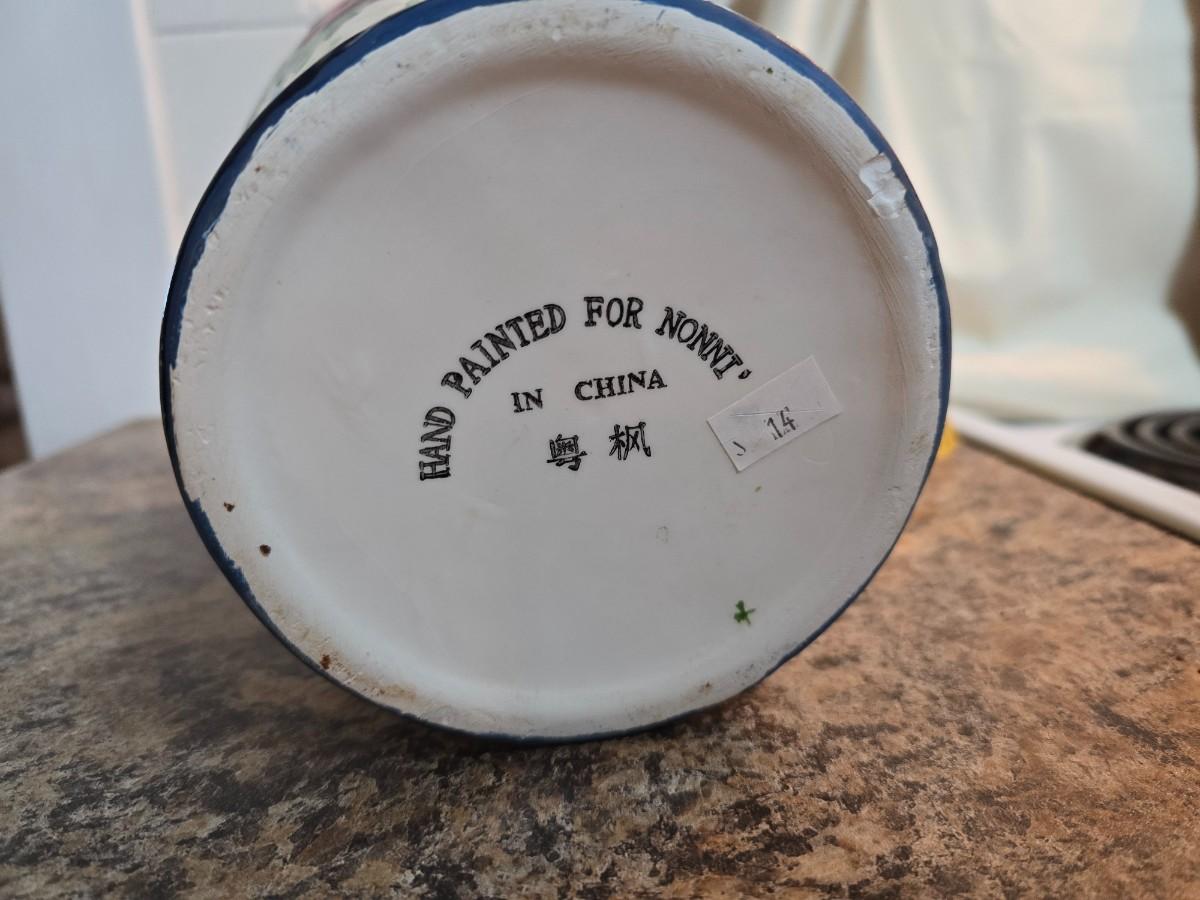 HAND PAINTED FOR NONNI'
IN CHINA
粤枫
14